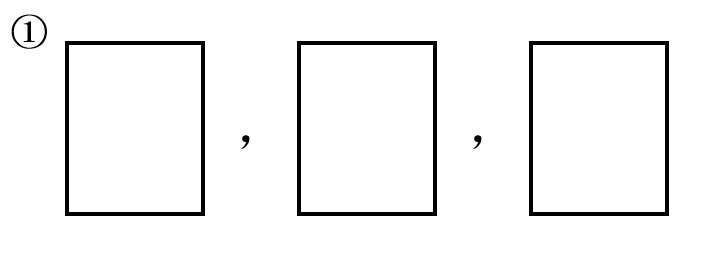 ① □ , □ , □